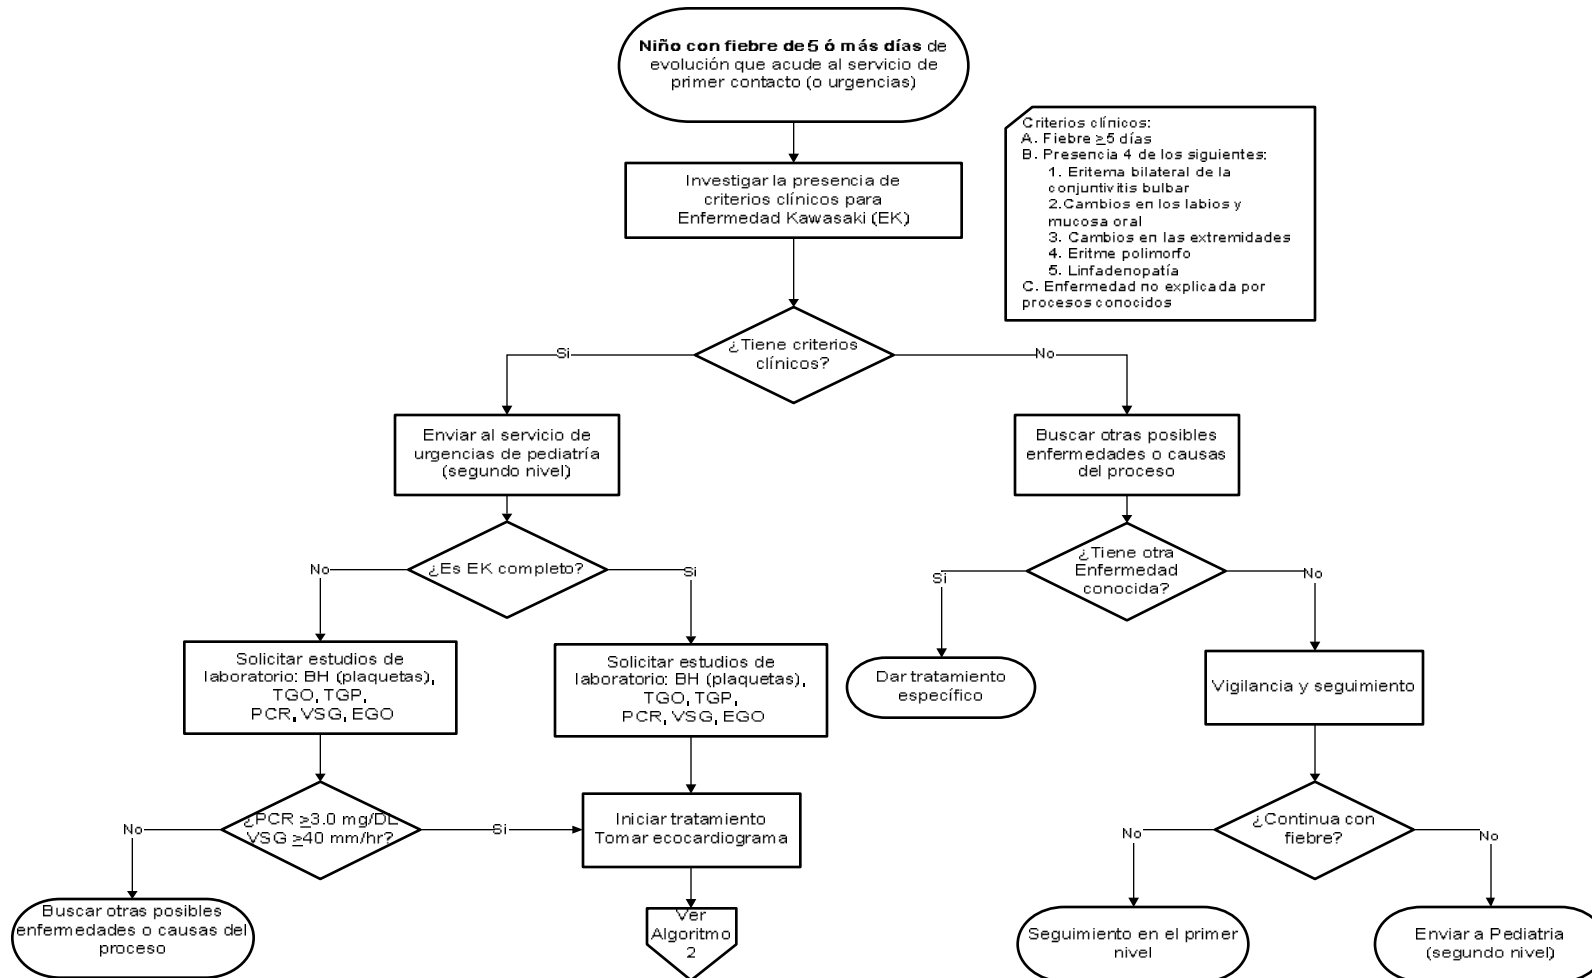 Niño con fiebre de 5 ó más días de
evolución que acude al servicio de
primer contacto (o urgencias)
Criterios clínicos:
A. Fiebre ≥5 días
B. Presencia 4 de los siguientes:
1. Eritema bilateral de la
conjuntivitis bulbar
2.Cambios en los labios y
mucosa oral
3. Cambios en las extremidades
4. Eritme polimorfo
5. Linfadenopatía
C. Enfermedad no explicada por
procesos conocidos
Investigar la presencia de
criterios clínicos para
Enfermedad Kawasaki (EK)
¿Tiene criterios
clínicos?
Si
No
Enviar al servicio de
urgencias de pediatría
(segundo nivel)
Buscar otras posibles
enfermedades o causas
del proceso
¿Es EK completo?
No
Si
¿Tiene otra
Enfermedad
conocida?
Si
No
Solicitar estudios de
laboratorio: BH (plaquetas),
TGO, TGP,
PCR, VSG, EGO
Solicitar estudios de
laboratorio: BH (plaquetas),
TGO, TGP,
PCR, VSG, EGO
Dar tratamiento
específico
Vigilancia y seguimiento
¿PCR ≥3.0 mg/DL
VSG ≥40 mm/hr?
No
Si
Iniciar tratamiento
Tomar ecocardiograma
¿Continua con
fiebre?
No
No
Buscar otras posibles
enfermedades o causas del
proceso
Ver
Algoritmo
2
Seguimiento en el primer
nivel
Enviar a Pediatria
(segundo nivel)